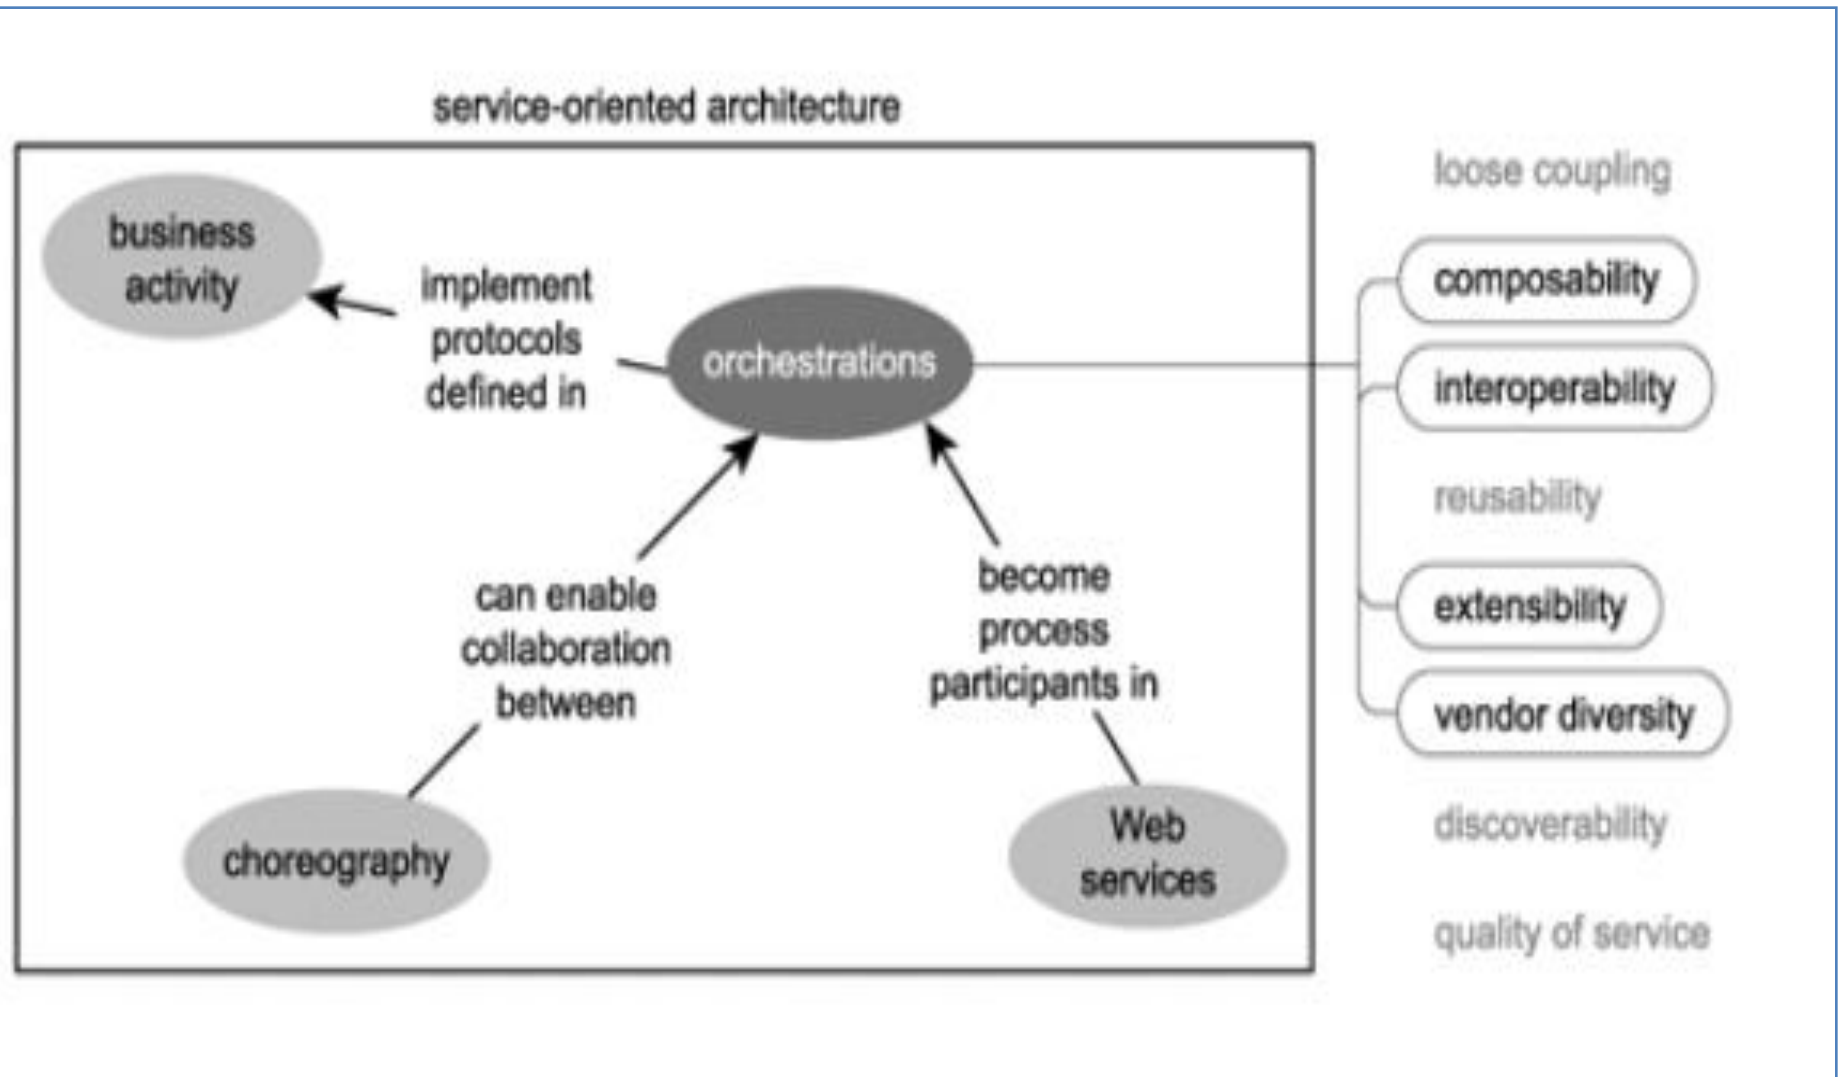 service-oriented architecture
business
activity
implement
protocols
defined in
orchestrations
can enable
collaboration
between
become
process
participants in
choreography
Web
services
loose coupling
composability
interoperability
reusability
extensibility
vendor diversity
discoverability
quality of service